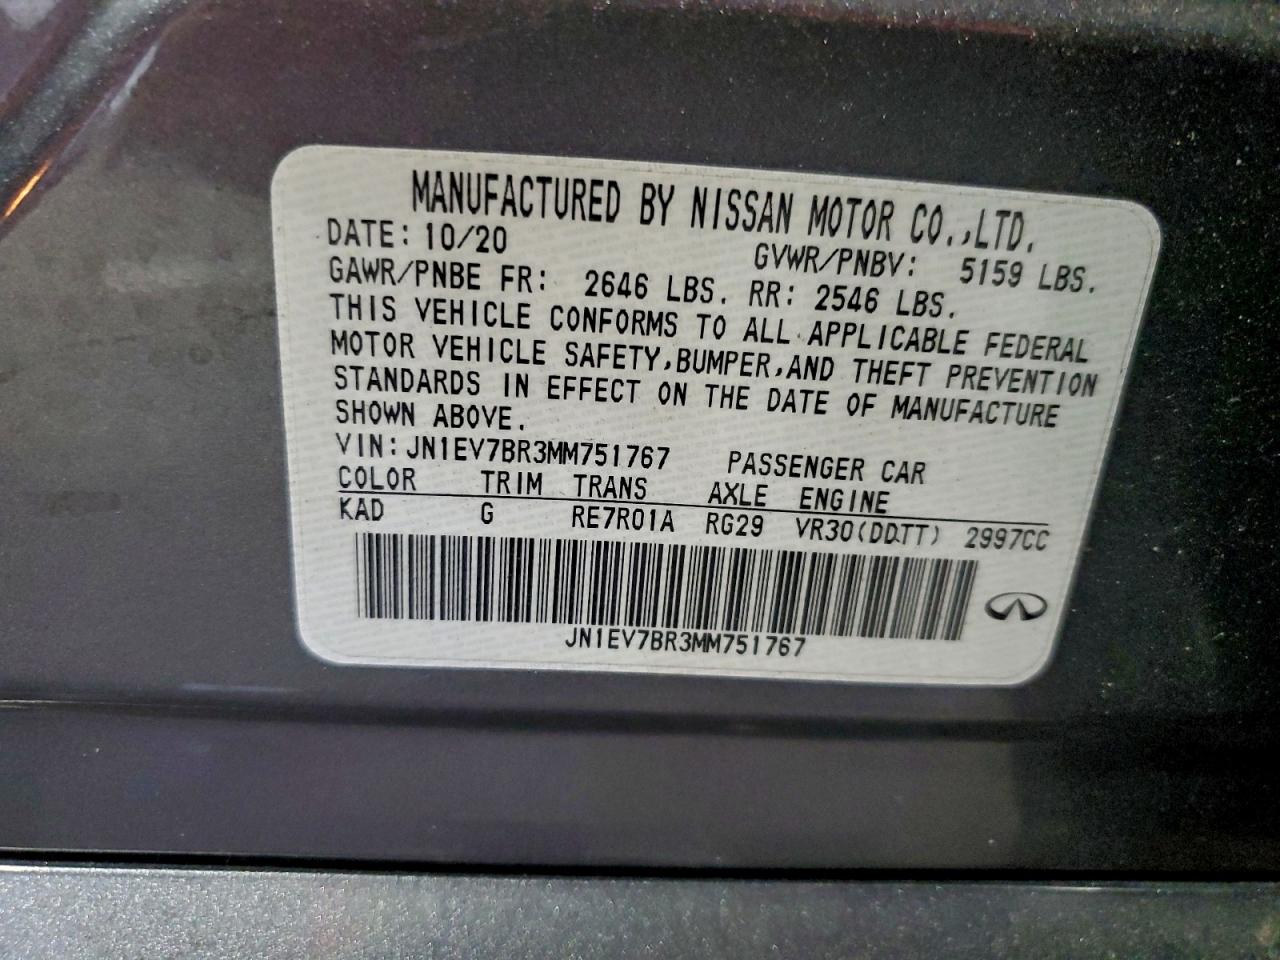 MANUFACTURED BY NISSAN MOTOR CO.,LTD.
DATE: 10/20 GVWR/PNBV: 5159 LBS.
GAWR/PNBE FR: 2646 LBS. RR: 2546 LBS.
THIS VEHICLE CONFORMS TO ALL APPLICABLE FEDERAL
MOTOR VEHICLE SAFETY,BUMPER,AND THEFT PREVENTION
STANDARDS IN EFFECT ON THE DATE OF MANUFACTURE
SHOWN ABOVE.
VIN:JN1EV7BR3MM751767 PASSENGER CAR
COLOR TRIM TRANS AXLE ENGINE
KAD G RE7R01A RG29 VR30(DDTT) 2997CC
JN1EV7BR3MM751767